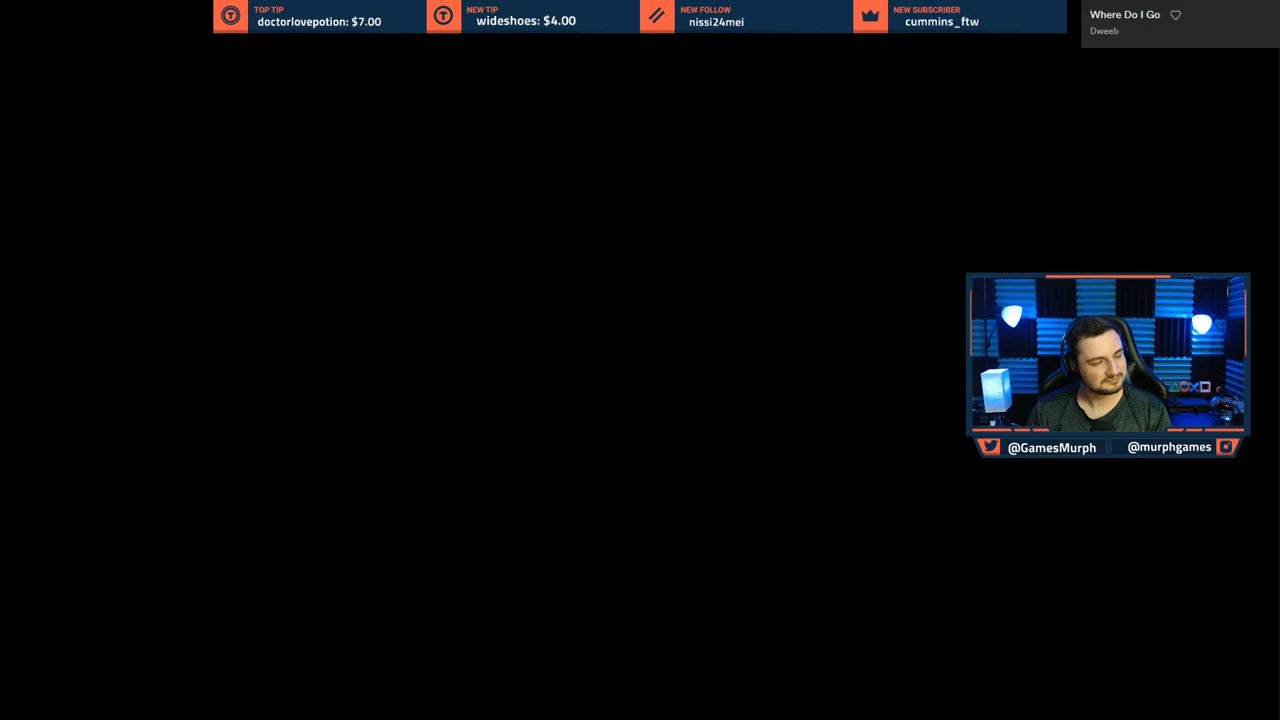 TOP TIP
doctorlovepotion: $7.00
NEW TIP
wideshoes: $4.00
NEW FOLLOW
nissi24mei
NEW SUBSCRIBER
cummins_ftw
Where Do I Go
Dweeb
@GamesMurph
@murphgames